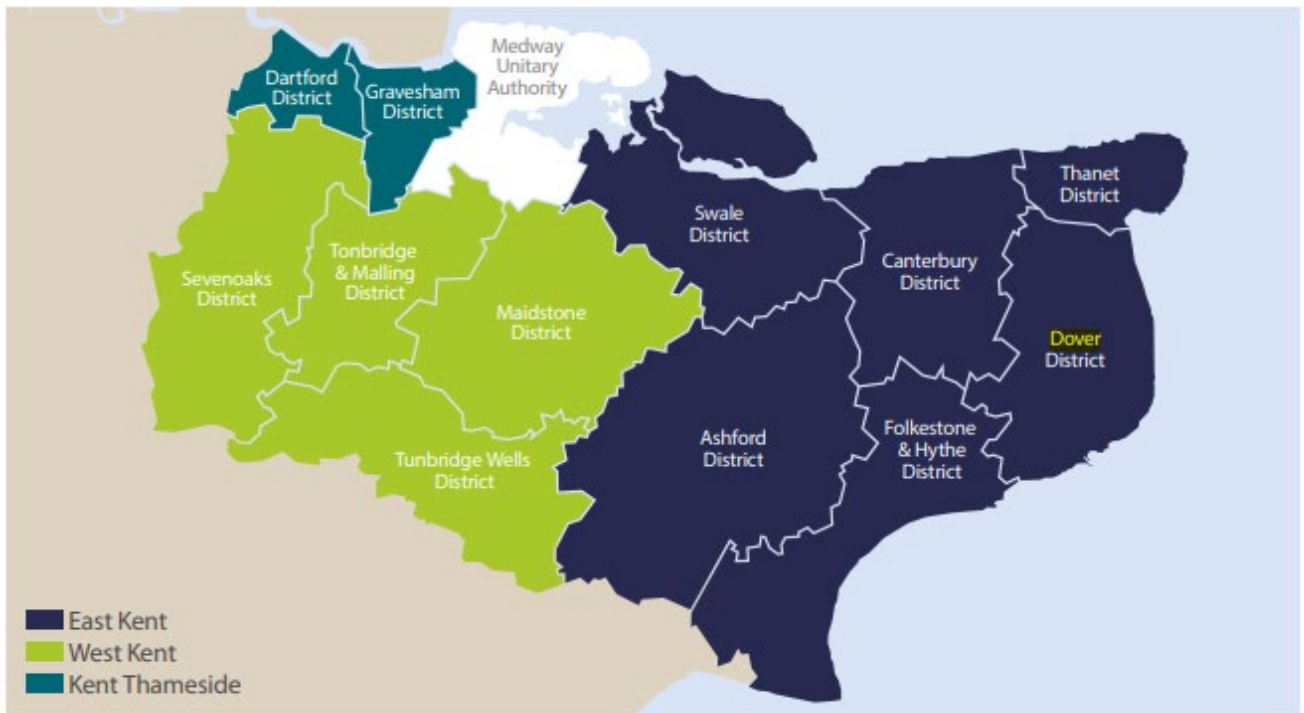 Medway
Unitary
Authority
Dartford
District
Gravesham
District
Thanet
District
Swale
District
Tonbridge
& Malling
District
Canterbury
District
Sevenoaks
District
Maidstone
District
Dover
District
Ashford
District
Folkestone
& Hythe
District
Tunbridge Wells
District
East Kent
West Kent
Kent Thameside